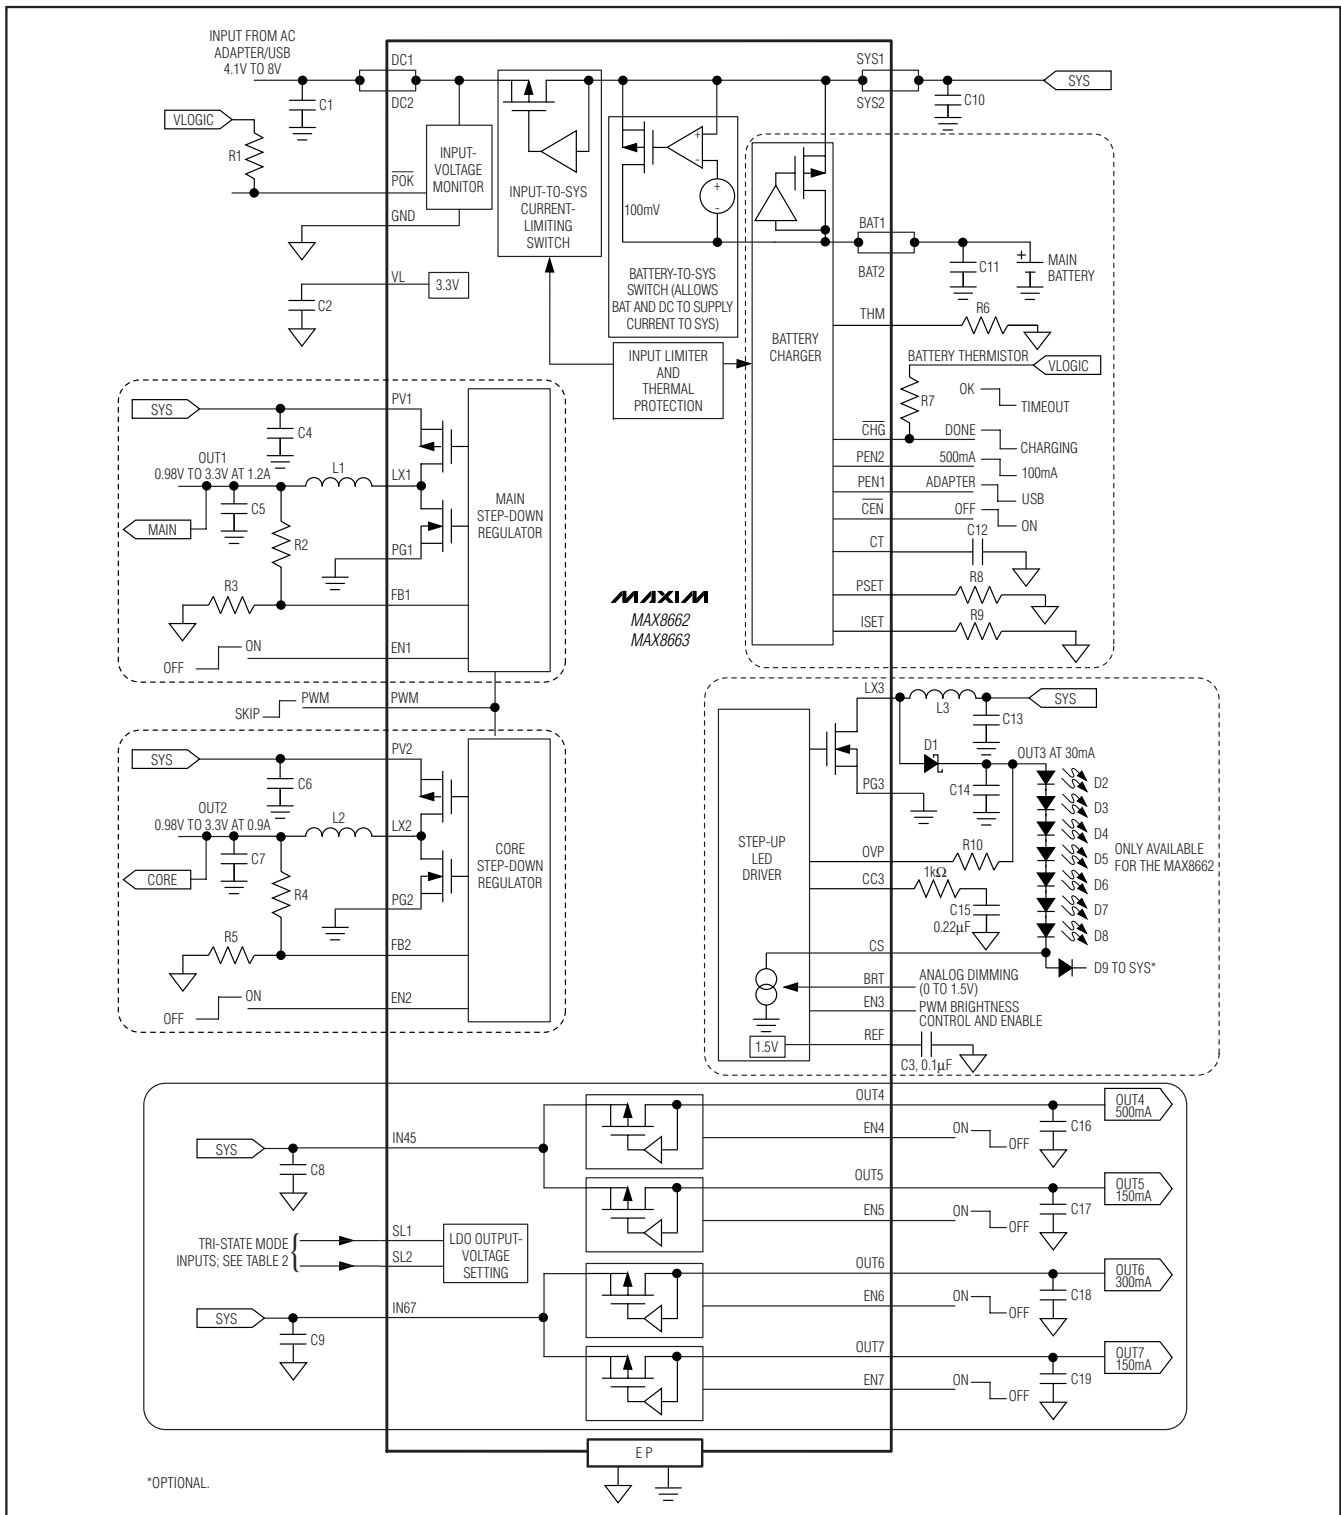 INPUT FROM AC
ADAPTER/USB
4.1V TO 8V
DC1
DC2
SYS1
SYS2
SYS
C1
C10
VLOGIC
R1
POK
GND
INPUT-
VOLTAGE
MONITOR
INPUT-TO-SYS
CURRENT-
LIMITING
SWITCH
+
-
+
-
100mV
BATTERY-TO-SYS
SWITCH (ALLOWS
BAT AND DC TO SUPPLY
CURRENT TO SYS)
BAT1
BAT2
C11
+
MAIN
BATTERY
VL
3.3V
C2
THM
R6
BATTERY
CHARGER
INPUT LIMITER
AND
THERMAL
PROTECTION
BATTERY THERMISTOR
VLOGIC
R7
OK
TIMEOUT
CHG
DONE
CHARGING
PEN2
500mA
100mA
PEN1
ADAPTER
USB
CEN
OFF
ON
CT
C12
PSET
R8
ISET
R9
SYS
PV1
C4
OUT1
0.98V TO 3.3V AT 1.2A
L1
LX1
C5
MAIN
R2
PG1
R3
FB1
OFF
ON
EN1
MAIN
STEP-DOWN
REGULATOR
MAXIM
MAX8662
MAX8663
SKIP
PWM
PWM
SYS
PV2
C6
OUT2
0.98V TO 3.3V AT 0.9A
L2
LX2
C7
CORE
R4
PG2
R5
FB2
OFF
ON
EN2
CORE
STEP-DOWN
REGULATOR
LX3
L3
SYS
C13
D1
OUT3 AT 30mA
PG3
C14
D2
D3
D4
D5
D6
D7
D8
ONLY AVAILABLE
FOR THE MAX8662
STEP-UP
LED
DRIVER
OVP
R10
CC3
1kΩ
C15
0.22μF
CS
D9 TO SYS*
BRT
ANALOG DIMMING
(0 TO 1.5V)
EN3
PWM BRIGHTNESS
CONTROL AND ENABLE
REF
1.5V
C3, 0.1μF
SYS
IN45
C8
OUT4
OUT4
500mA
EN4
ON
OFF
C16
OUT5
OUT5
150mA
EN5
ON
OFF
C17
TRI-STATE MODE
INPUTS; SEE TABLE 2
SL1
SL2
LDO OUTPUT-
VOLTAGE
SETTING
SYS
IN67
C9
OUT6
OUT6
300mA
EN6
ON
OFF
C18
OUT7
OUT7
150mA
EN7
ON
OFF
C19
EP
*OPTIONAL.